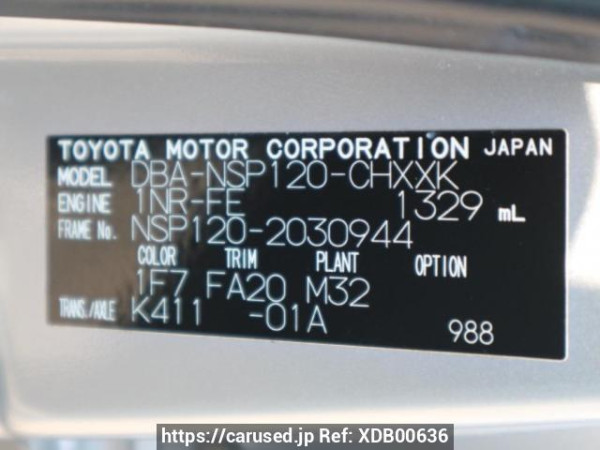 TOYOTA MOTOR CORPORATION JAPAN
MODEL DBA-NSP120-CHXXK
ENGINE 1NR-FE 1329 mL
FRAME No. NSP120-2030944
COLOR TRIM PLANT OPTION
1F7 FA20 M32
TRANS./AXLE K411 -01A
988
https://carused.jp Ref: XDB00636